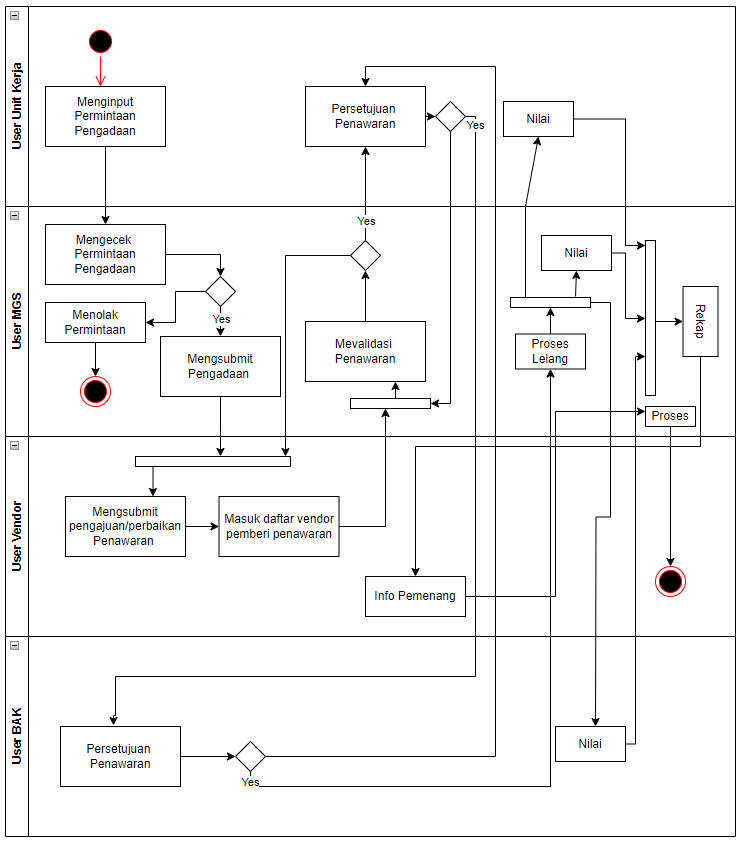 User Unit Kerja
Menginput
Permintaan
Pengadaan
Persetujuan
Penawaran
Yes
Nilai
User MGS
Mengecek
Permintaan
Pengadaan
Menolak
Permintaan
Yes
Mengsubmit
Pengadaan
Yes
Mevalidasi
Penawaran
Nilai
Proses
Lelang
Rekap
Proses
User Vendor
Mengsubmit
pengajuan/perbaikan
Penawaran
Masuk daftar vendor
pemberi penawaran
Info Pemenang
User BAK
Persetujuan
Penawaran
Yes
Nilai